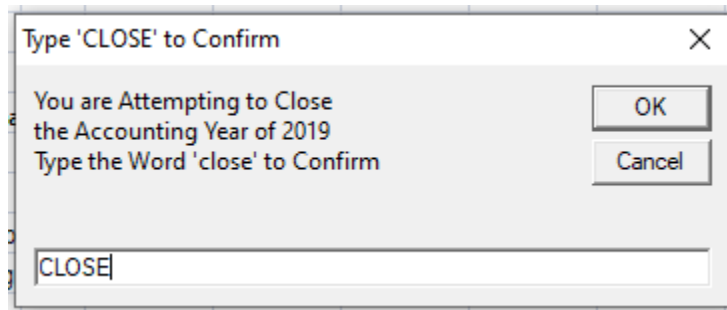 Type 'CLOSE' to Confirm
You are Attempting to Close
the Accounting Year of 2019
Type the Word 'close' to Confirm
OK
Cancel
CLOSE